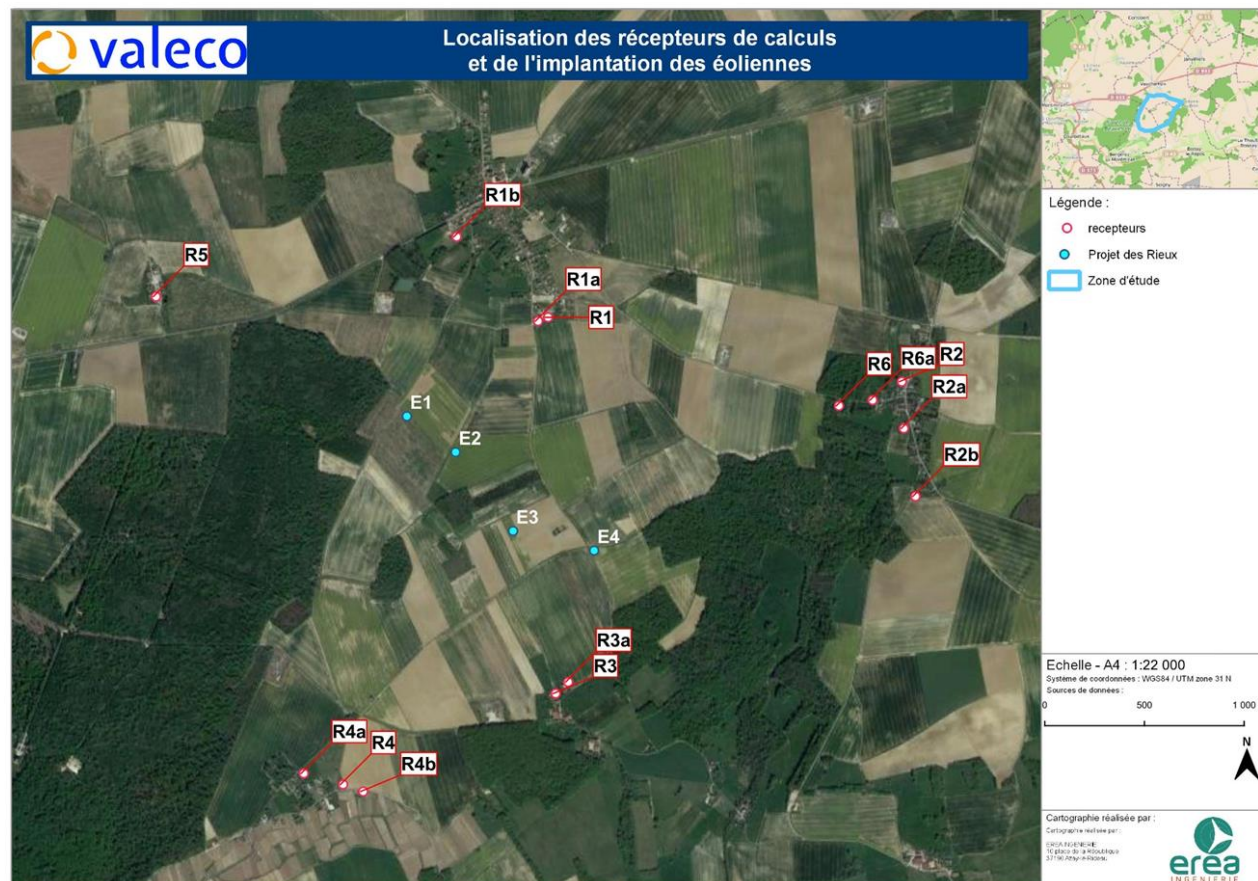 valeco
Localisation des récepteurs de calculs
et de l'implantation des éoliennes
R1b
R5
R1a
R1
R6
R6a
R2
R2a
R2b
E1
E2
E3
E4
R3a
R3
R4a
R4
R4b
Légende :
recepteurs
Projet des Rieux
Zone d'étude
Echelle - A4 : 1:22 000
Système de coordonnées : WGS84 / UTM zone 31 N
Sources de données :
0 500 1 000
N
Cartographie réalisée par :
Cartographie réalisée par :
EREA INGENIERIE
10 place de la République
erea
INGENIERIE